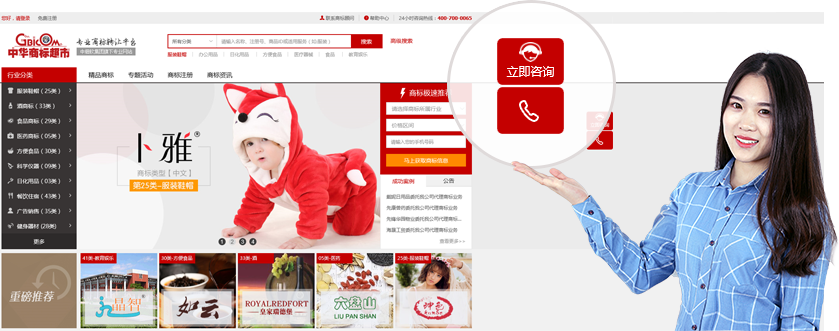 您好，请登录 免费注册
联系商标顾问 帮助中心 24小时咨询热线：400-700-0065
GBICOM
中华商标超市
专业商标转让平台
所有分类 请输入名称、注册号、商品和或适用服务（如:服装） 搜索 高级搜索
服装鞋帽 办公用品 日化用品 方便食品 医疗器械 食品 教育娱乐
行业分类 精品商标 专题活动 商标注册 商标资讯
服装鞋帽（25类）
酒商标（33类）
食品商标（29类）
医药商标（05类）
方便食品（30类）
科学仪器（09类）
日化用品（03类）
餐饮住宿（43类）
广告销售（35类）
健身器材（28类）
更多
卜雅®
商标类型【中文】
第25类-服装鞋帽
1 2 3 4
商标极速推荐
请选择商标所属行业
价格区间
请输入您的手机号码
马上获取商标信息
成功案例 公告
查看更多>>
立即咨询
重磅推荐
41类-教育娱乐
30类-方便食品
如云
33类-酒
ROYALREDFORT
皇家瑞德堡
05类-医药
六盘山
LIU PAN SHAN
25类-服装鞋帽